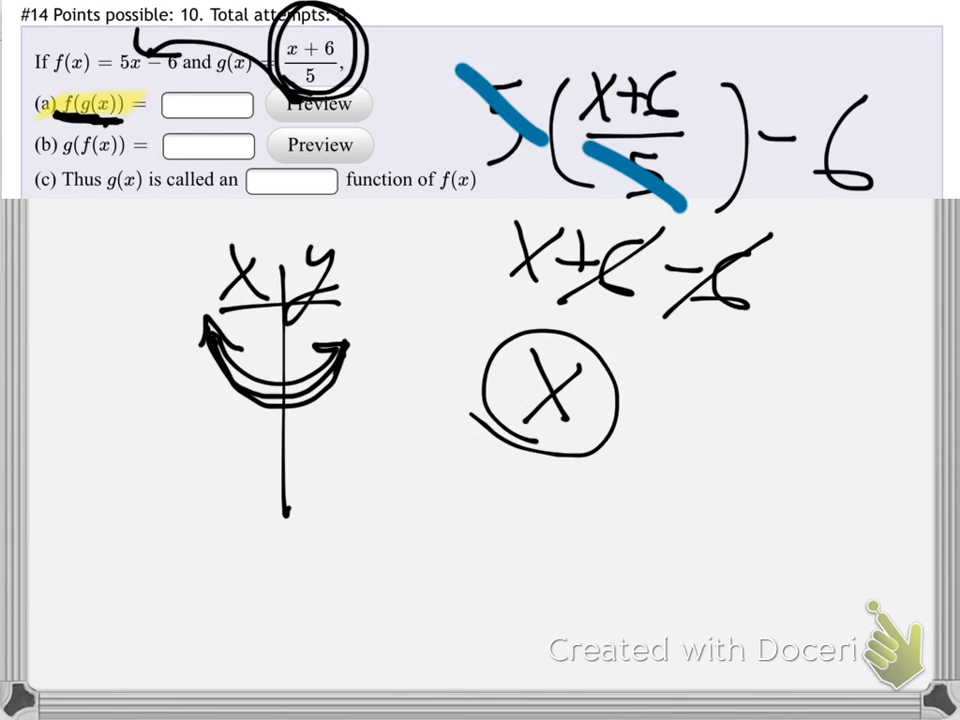 #14 Points possible: 10. Total attempts:
If f(x) = 5x − 6 and g(x) = x + 6 / 5,
(a) f(g(x)) = Preview
(b) g(f(x)) = Preview
(c) Thus g(x) is called an function of f(x)
5(x+6 / 5) − 6
x+6 −6
x
x y
Created with Doceri